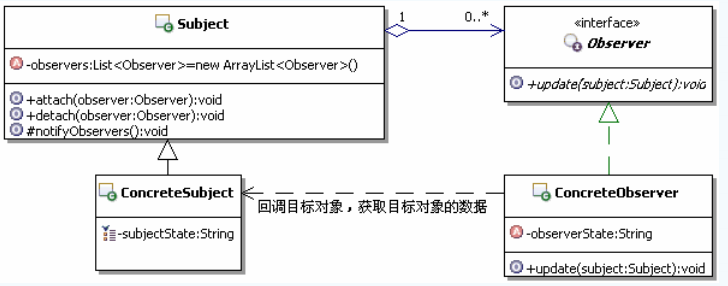 Subject
-observers:List<Observer>=new ArrayList<Observer>()
+attach(observer:Observer):void
+detach(observer:Observer):void
#notifyObservers():void
1
0..*
«interface»
Observer
+update(subject:Subject):void
ConcreteSubject
-subjectState:String
回调目标对象，获取目标对象的数据
ConcreteObserver
-observerState:String
+update(subject:Subject):void